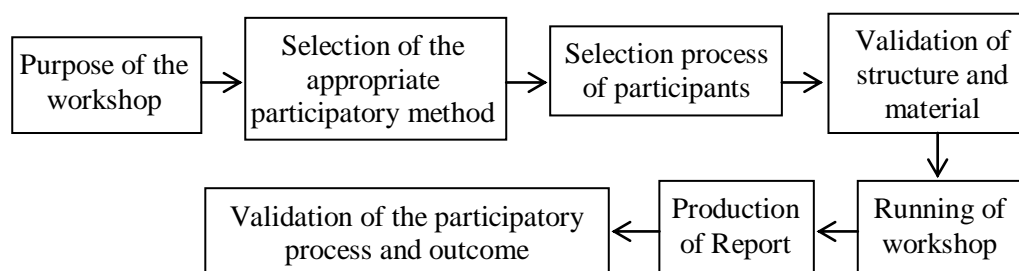 Purpose of the
workshop
Selection of the
appropriate
participatory method
Selection process
of participants
Validation of
structure and
material
Running of
workshop
Production
of Report
Validation of the participatory
process and outcome